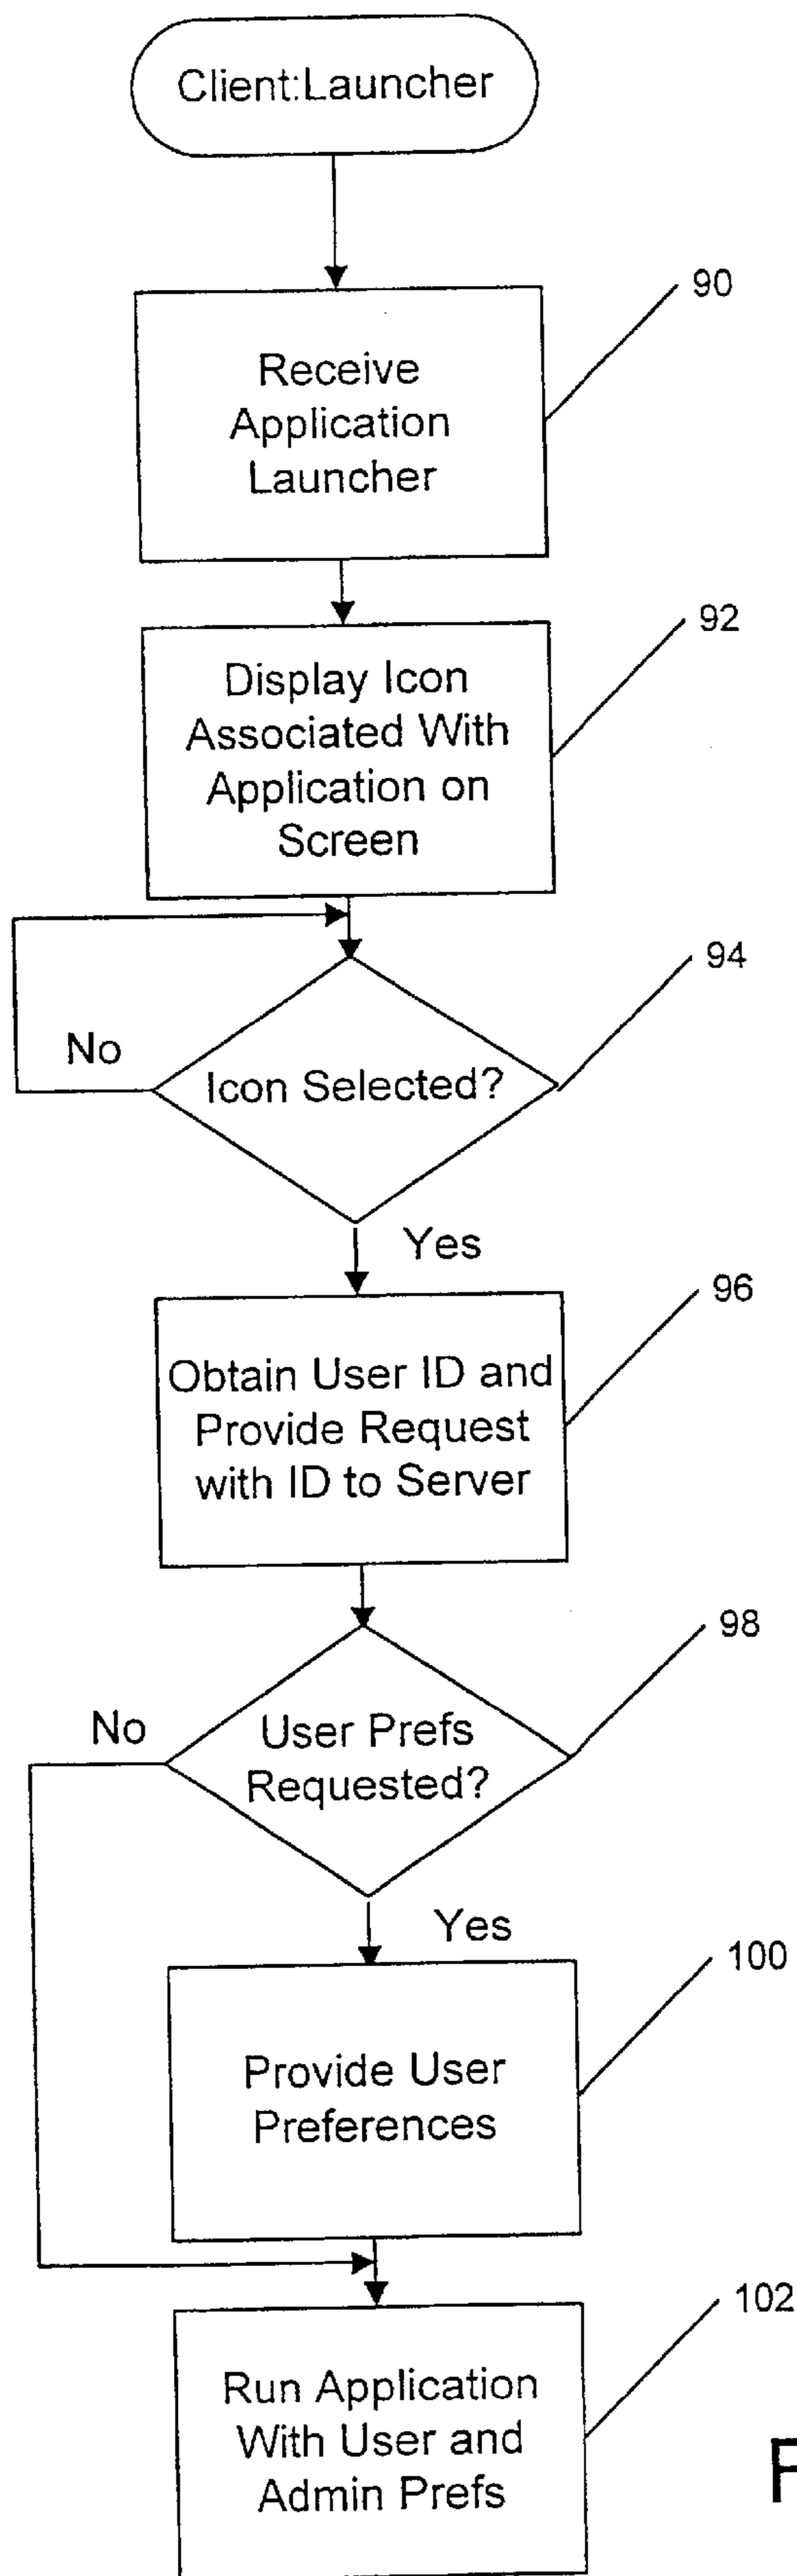 Client:Launcher
90
Receive
Application
Launcher
92
Display Icon
Associated With
Application on
Screen
94
No
Icon Selected?
Yes
96
Obtain User ID and
Provide Request
with ID to Server
98
No
User Prefs
Requested?
Yes
100
Provide User
Preferences
102
Run Application
With User and
Admin Prefs
F